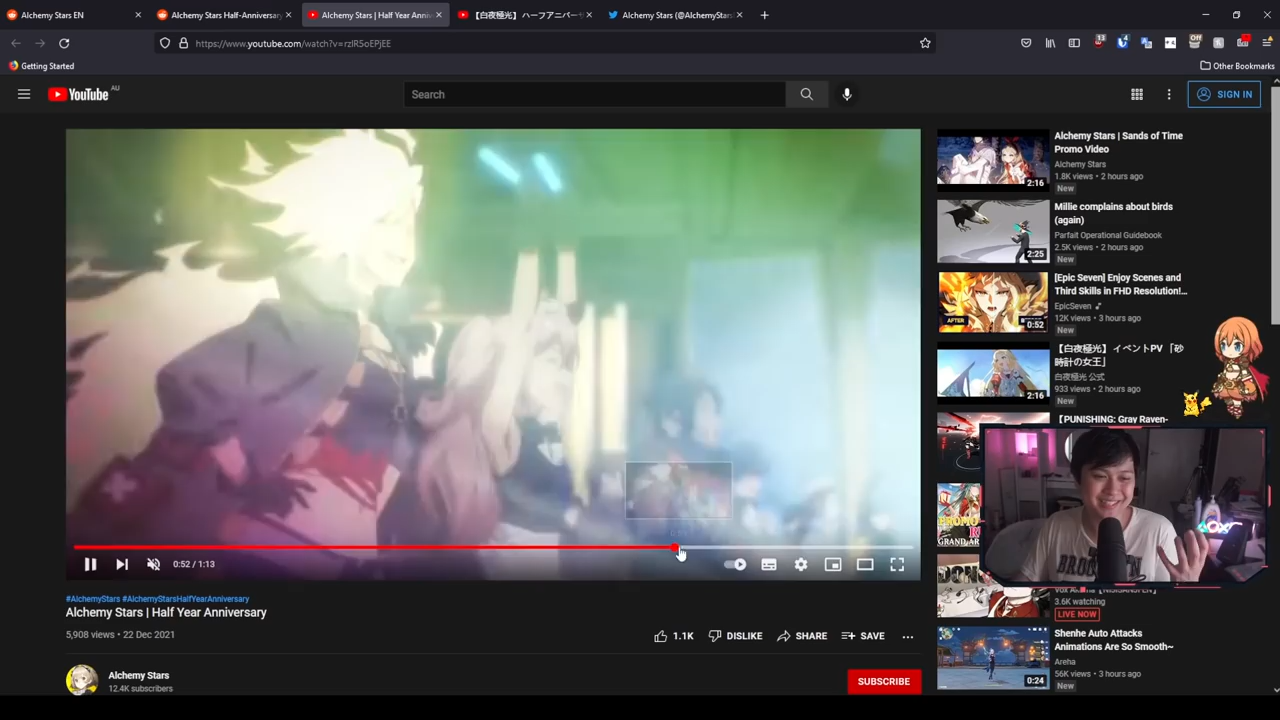 Alchemy Stars EN
Alchemy Stars Half-Anniversary
Alchemy Stars | Half Year Anniv
【白夜極光】ハーフアニバーサ
Alchemy Stars (@AlchemyStars
https://www.youtube.com/watch?v=rzIR5oEPjEE
13
4
Off
Getting Started
Other Bookmarks
YouTube
AU
Search
SIGN IN
Alchemy Stars | Sands of Time
Promo Video
Alchemy Stars
1.8K views • 2 hours ago
New
2:16
Millie complains about birds
(again)
Parfait Operational Guidebook
2.5K views • 2 hours ago
New
2:25
[Epic Seven] Enjoy Scenes and
Third Skills in FHD Resolution!...
EpicSeven
12K views • 3 hours ago
New
AFTER
0:52
【白夜極光】イベントPV「砂
時計の女王】
白夜極光 公式
933 views • 2 hours ago
New
2:16
【PUNISHING: Gray Raven-
3.6K watching
LIVE NOW
Shenhe Auto Attacks
Animations Are So Smooth~
Areha
56K views • 3 hours ago
New
0:24
0:52 / 1:13
#AlchemyStars #AlchemyStarsHalfYearAnniversary
Alchemy Stars | Half Year Anniversary
5,908 views • 22 Dec 2021
1.1K
DISLIKE
SHARE
SAVE
Alchemy Stars
12.4K subscribers
SUBSCRIBE